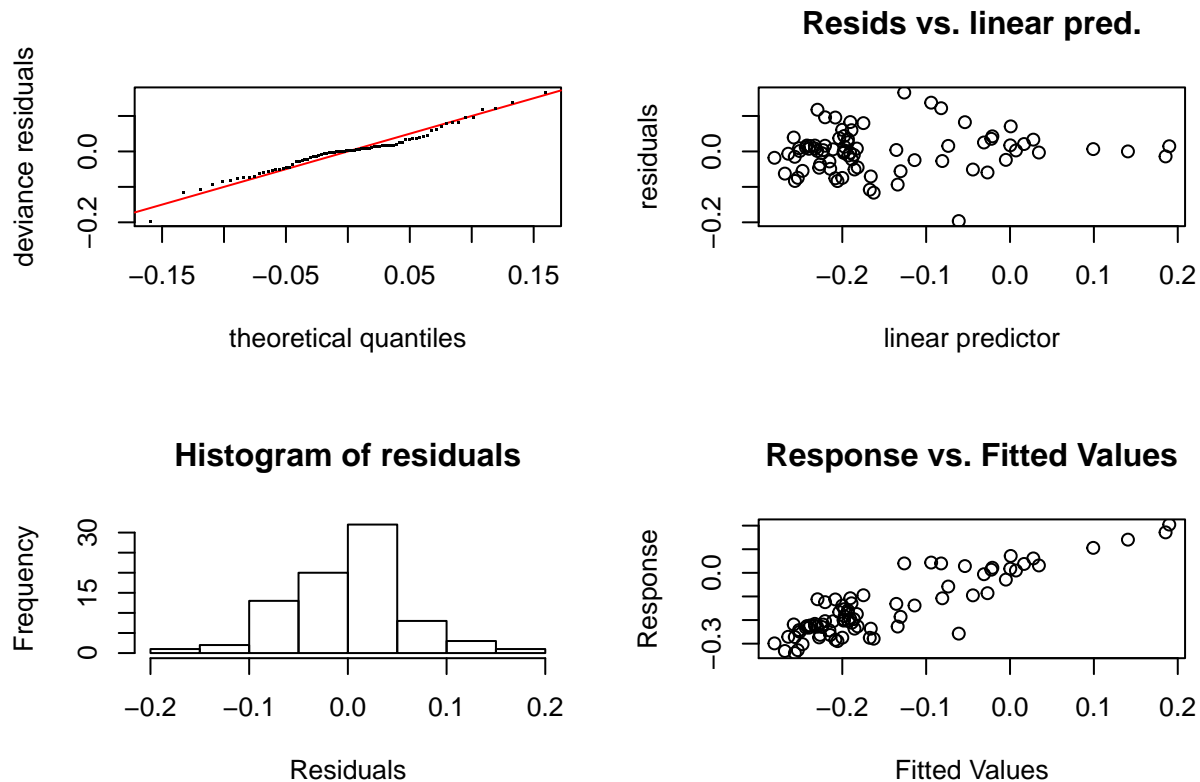 deviance residuals
0.0
−0.2
−0.15
−0.05
0.05
0.15
theoretical quantiles
Resids vs. linear pred.
residuals
0.0
−0.2
−0.2
−0.1
0.0
0.1
0.2
linear predictor
Histogram of residuals
Frequency
30
15
0
−0.2
−0.1
0.0
0.1
0.2
Residuals
Response vs. Fitted Values
Response
0.0
−0.3
−0.2
−0.1
0.0
0.1
0.2
Fitted Values